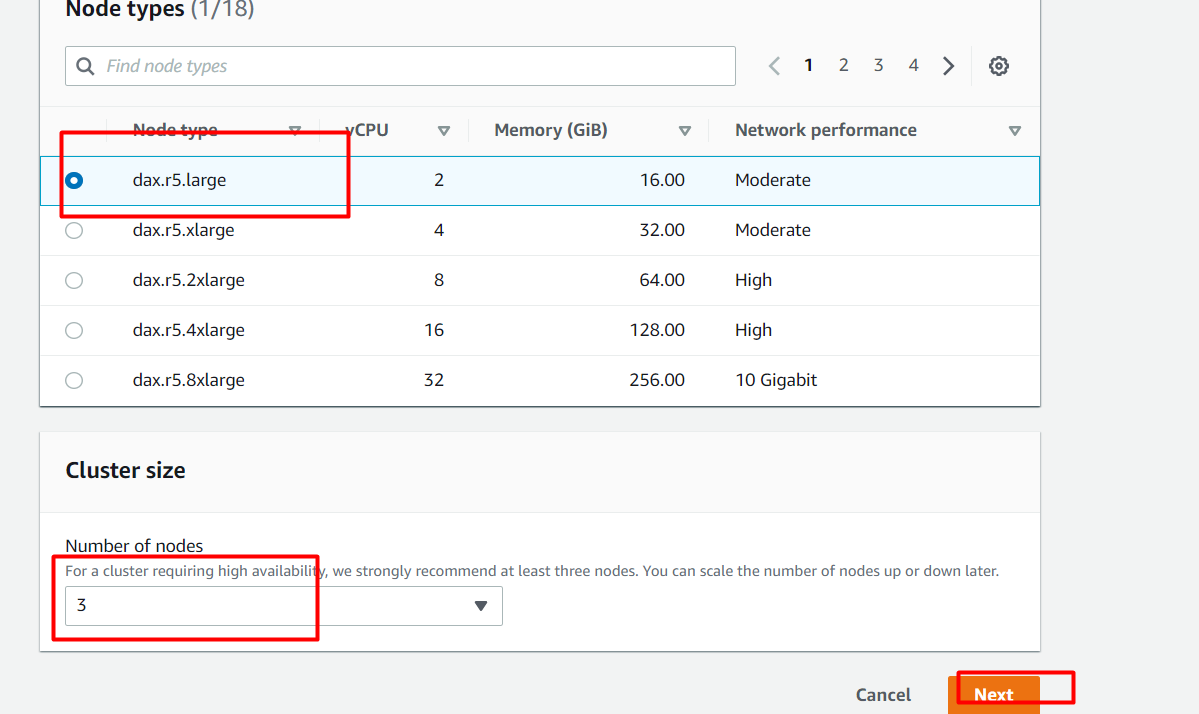 Node types (1/18)
Find node types
1 2 3 4
Node type vCPU Memory (GiB) Network performance
dax.r5.large 2 16.00 Moderate
dax.r5.xlarge 4 32.00 Moderate
dax.r5.2xlarge 8 64.00 High
dax.r5.4xlarge 16 128.00 High
dax.r5.8xlarge 32 256.00 10 Gigabit
Cluster size
Number of nodes
For a cluster requiring high availability, we strongly recommend at least three nodes. You can scale the number of nodes up or down later.
3
Cancel Next